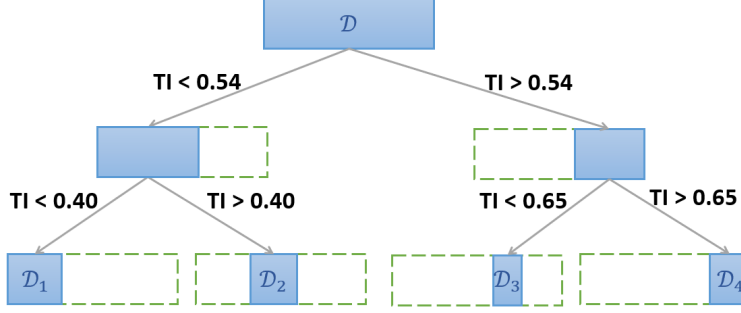 𝒟
TI < 0.54
TI > 0.54
TI < 0.40
TI > 0.40
TI < 0.65
TI > 0.65
𝒟₁
𝒟₂
𝒟₃
𝒟₄